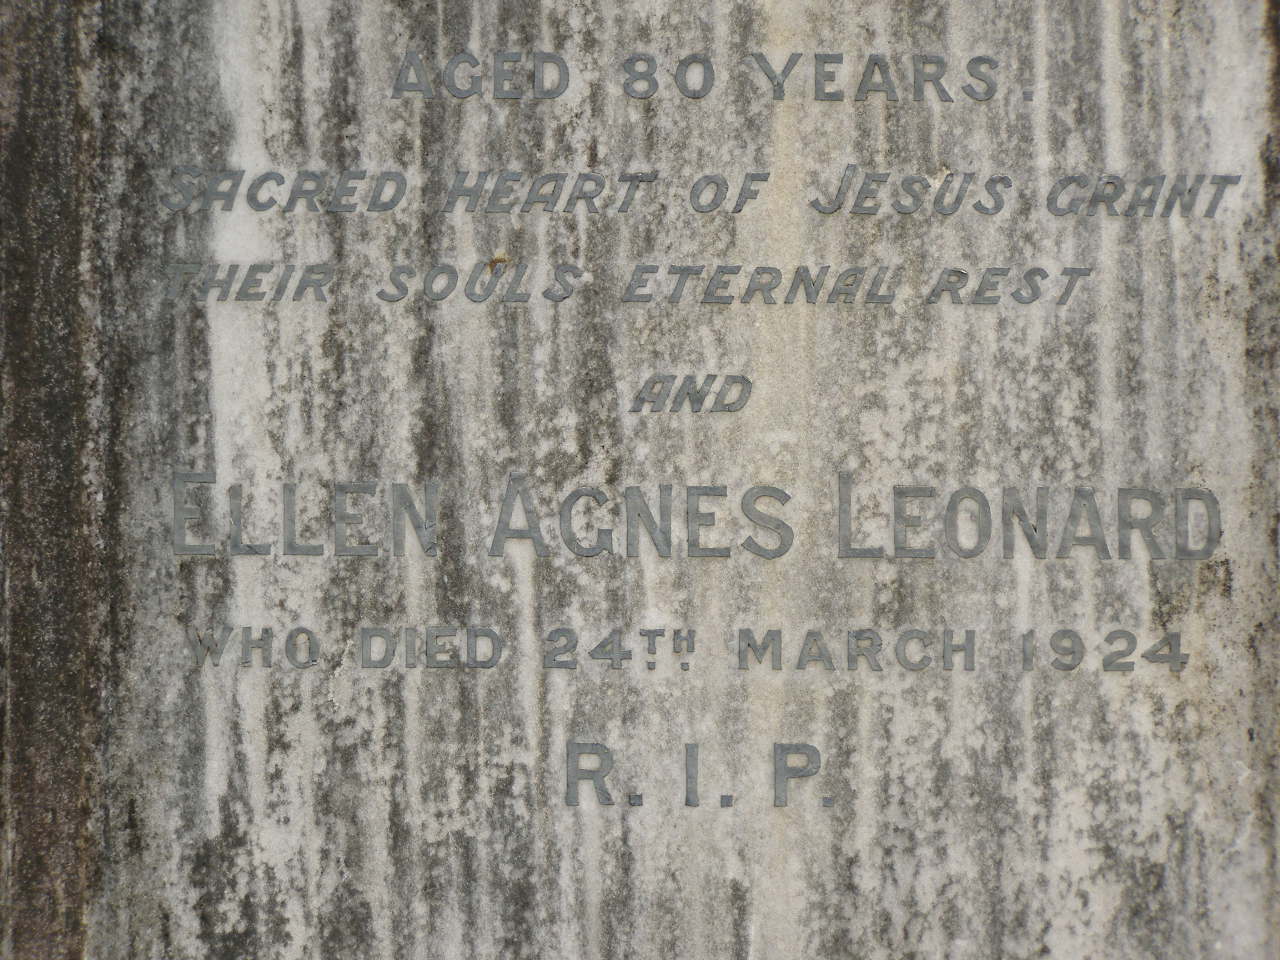 AGED 80 YEARS.
SACRED HEART OF JESUS GRANT
THEIR SOULS ETERNAL REST
AND
ELLEN AGNES LEONARD
WHO DIED 24TH. MARCH 1924
R.I.P.